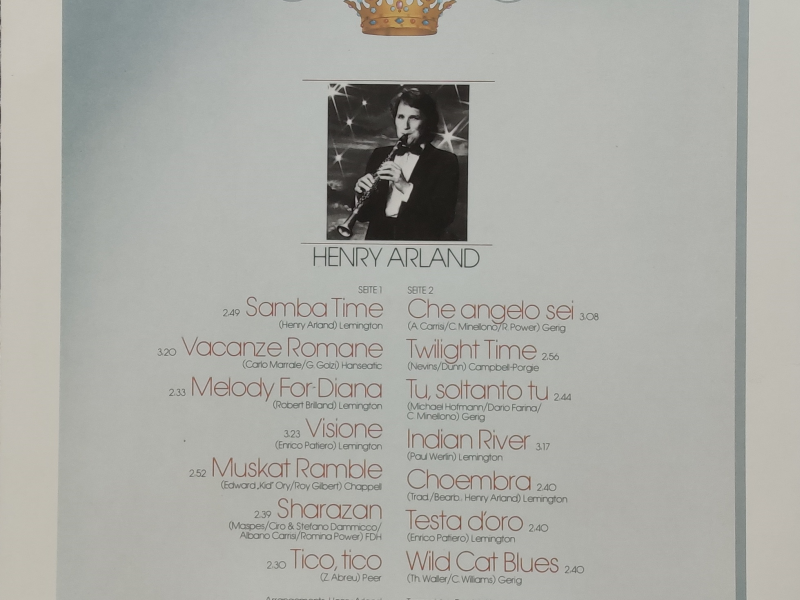 HENRY ARLAND
SEITE 1
2.49 Samba Time
(Henry Arland) Lemington
3.20 Vacanze Romane
(Carlo Marrale/G. Golzi) Hanseatic
2.33 Melody For Diana
(Robert Brilland) Lemington
3.23 Visione
(Enrico Patiero) Lemington
2.52 Muskat Ramble
(Edward „Kid" Ory/Roy Gilbert) Chappell
2.39 Sharazan
(Maspes/Ciro & Stefano Dammicco/
Albano Carrisi/Romina Power) FDH
2.30 Tico, tico
(Z. Abreu) Peer
SEITE 2
Che angelo sei 3.08
(A. Carrisi/C. Minellono/R. Power) Gerig
Twilight Time 2.56
(Nevins/Dunn) Campbell-Porgie
Tu, soltanto tu 2.44
(Michael Hofmann/Dario Farina/
C. Minellono) Gerig
Indian River 3.17
(Paul Werlin) Lemington
Choembra 2.40
(Trad./Bearb.: Henry Arland) Lemington
Testa d'oro 2.40
(Enrico Patiero) Lemington
Wild Cat Blues 2.40
(Th. Waller/C. Williams) Gerig